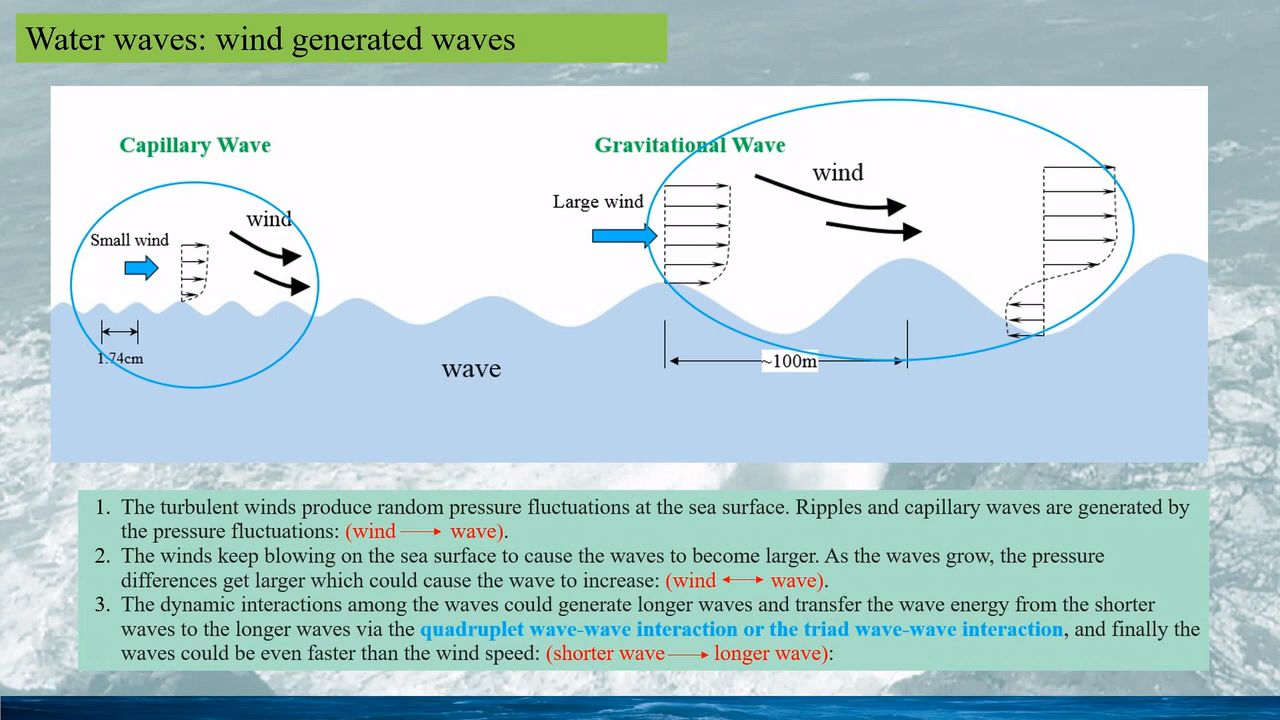 Water waves: wind generated waves
Capillary Wave
Gravitational Wave
wind
Large wind
wind
Small wind
1.74cm
~100m
wave
1. The turbulent winds produce random pressure fluctuations at the sea surface. Ripples and capillary waves are generated by
the pressure fluctuations: (wind ⟶ wave).
2. The winds keep blowing on the sea surface to cause the waves to become larger. As the waves grow, the pressure
differences get larger which could cause the wave to increase: (wind ⟷ wave).
3. The dynamic interactions among the waves could generate longer waves and transfer the wave energy from the shorter
waves to the longer waves via the quadruplet wave-wave interaction or the triad wave-wave interaction, and finally the
waves could be even faster than the wind speed: (shorter wave ⟶ longer wave):